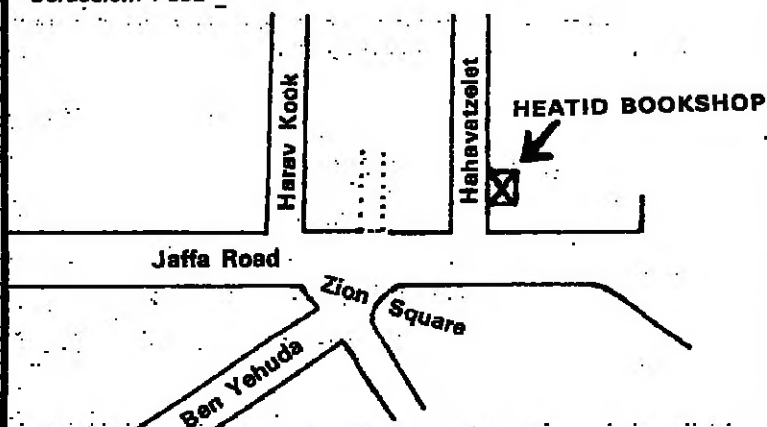 Harav Kook
Hahavatzelet
HEATID BOOKSHOP
Jaffa Road
Zion Square
Ben Yehuda